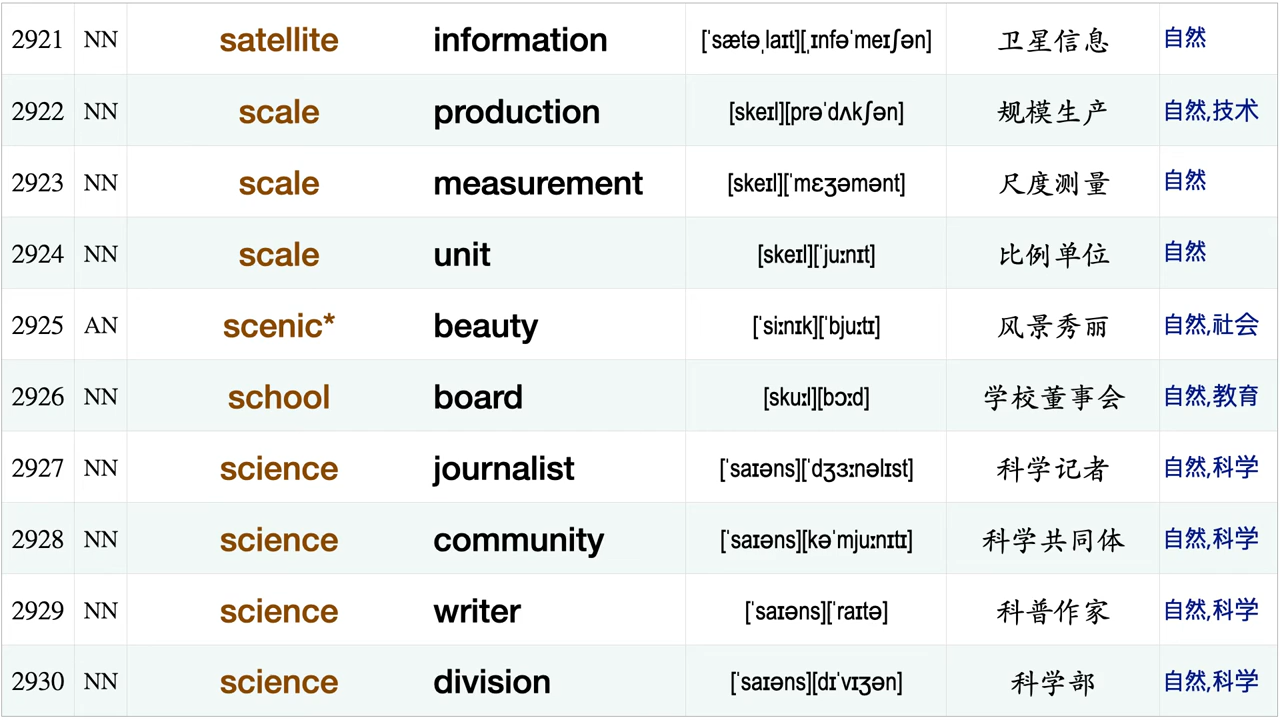 2921 NN satellite information [ˈsætəˌlaɪt][ˌɪnfəˈmeɪʃən] 卫星信息 自然
2922 NN scale production [skeɪl][prəˈdʌkʃən] 规模生产 自然,技术
2923 NN scale measurement [skeɪl][ˈmɛʒəmənt] 尺度测量 自然
2924 NN scale unit [skeɪl][ˈjuːnɪt] 比例单位 自然
2925 AN scenic* beauty [ˈsiːnɪk][ˈbjuːtɪ] 风景秀丽 自然,社会
2926 NN school board [skuːl][bɔːd] 学校董事会 自然,教育
2927 NN science journalist [ˈsaɪəns][ˈdʒɜːnəlɪst] 科学记者 自然,科学
2928 NN science community [ˈsaɪəns][kəˈmjuːnɪtɪ] 科学共同体 自然,科学
2929 NN science writer [ˈsaɪəns][ˈraɪtə] 科普作家 自然,科学
2930 NN science division [ˈsaɪəns][dɪˈvɪʒən] 科学部 自然,科学